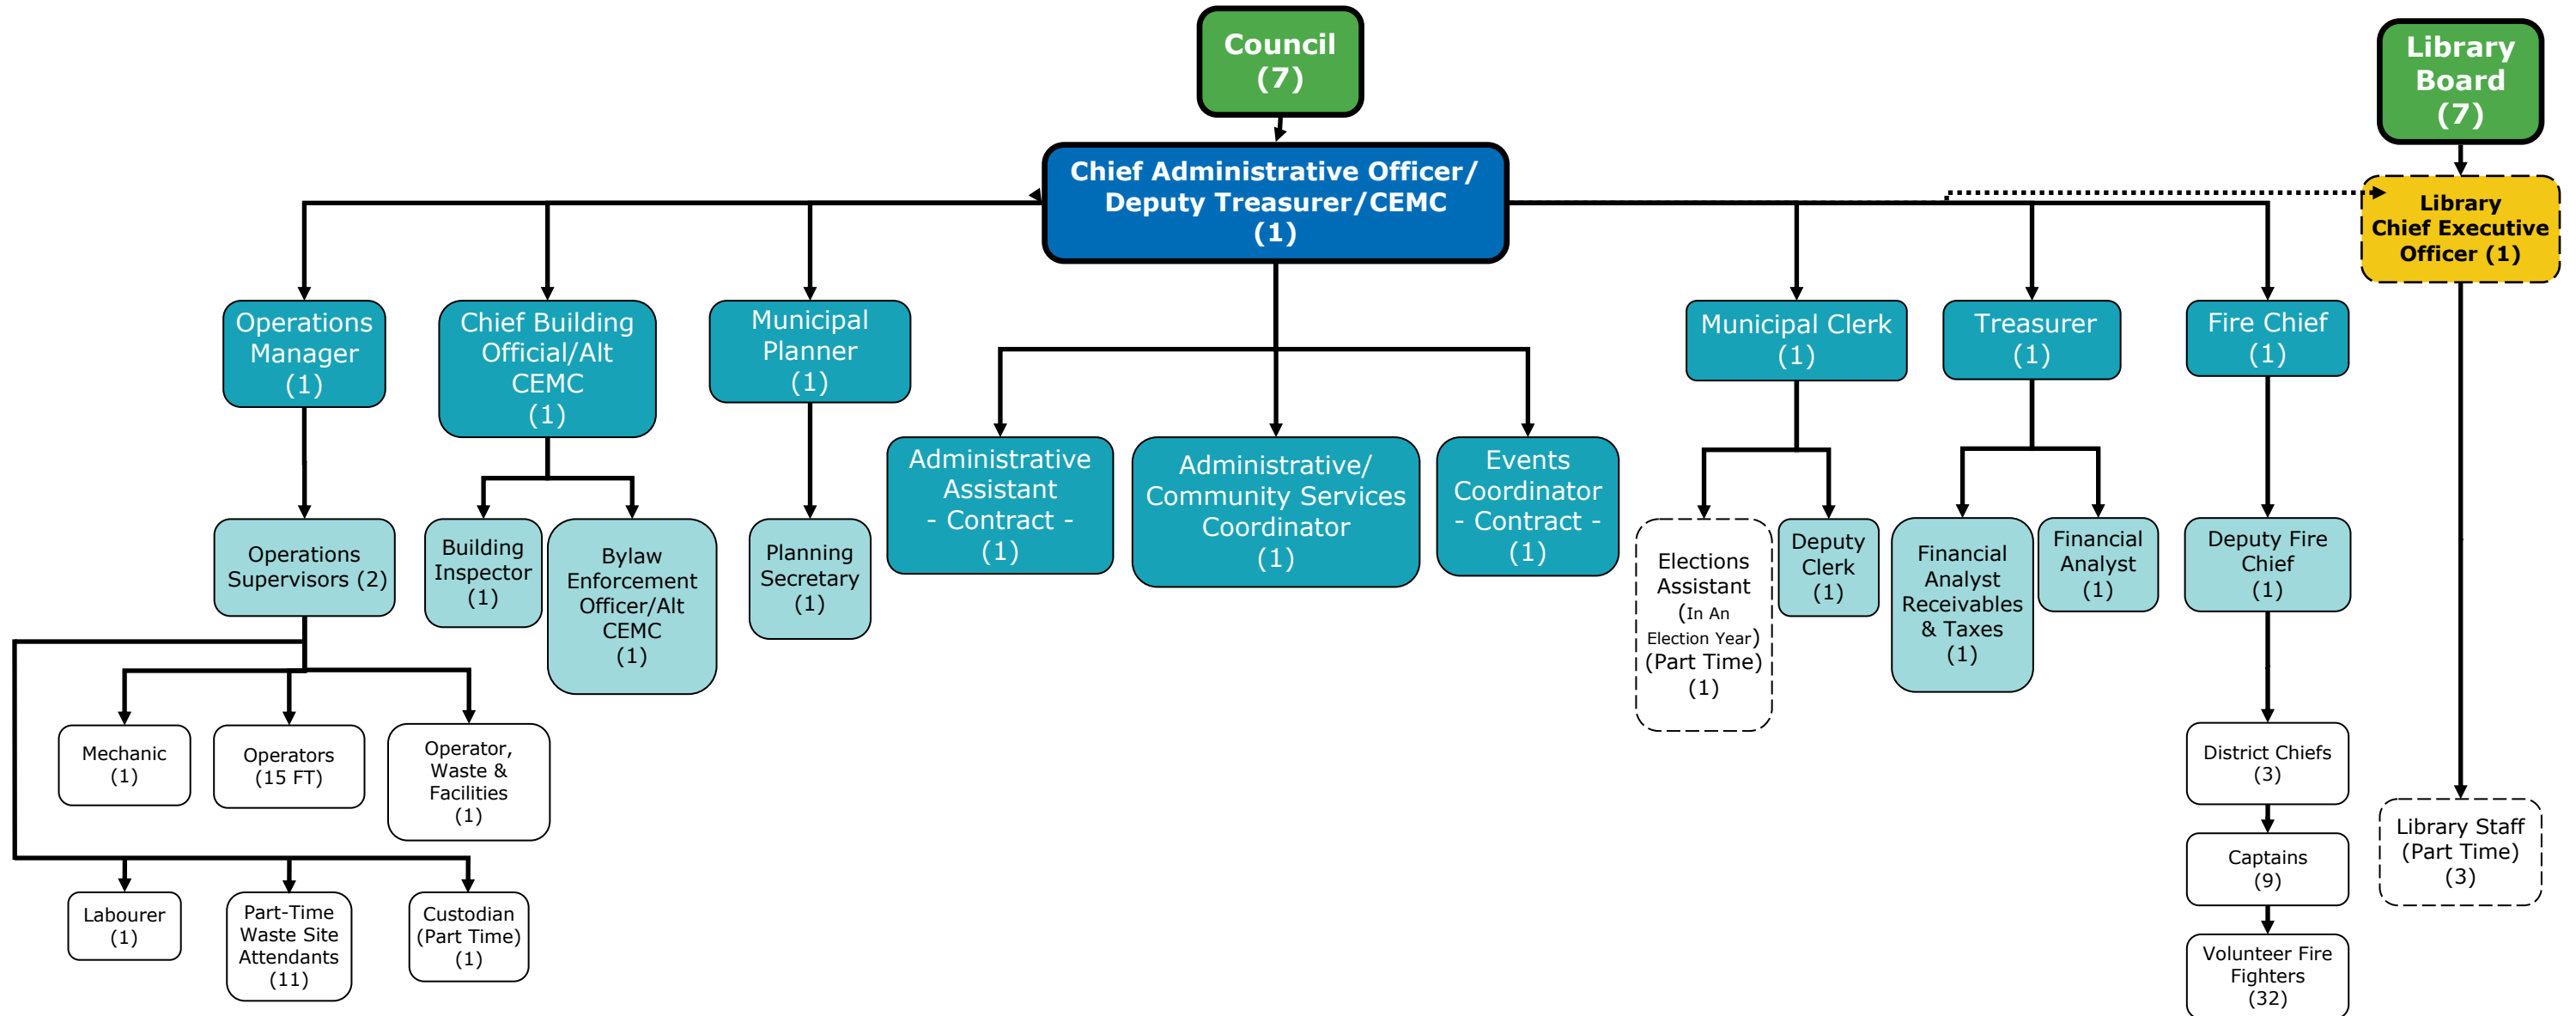 Council
(7)
Library
Board
(7)
Chief Administrative Officer/
Deputy Treasurer/CEMC
(1)
Library
Chief Executive
Officer (1)
Operations
Manager
(1)
Chief Building
Official/Alt
CEMC
(1)
Municipal
Planner
(1)
Municipal Clerk
(1)
Treasurer
(1)
Fire Chief
(1)
Administrative
Assistant
- Contract -
(1)
Administrative/
Community Services
Coordinator
(1)
Events
Coordinator
- Contract -
(1)
Operations
Supervisors (2)
Building
Inspector
(1)
Bylaw
Enforcement
Officer/Alt
CEMC
(1)
Planning
Secretary
(1)
Elections
Assistant
(In An
Election Year)
(Part Time)
(1)
Deputy
Clerk
(1)
Financial
Analyst
Receivables
& Taxes
(1)
Financial
Analyst
(1)
Deputy Fire
Chief
(1)
Mechanic
(1)
Operators
(15 FT)
Operator,
Waste &
Facilities
(1)
District Chiefs
(3)
Library Staff
(Part Time)
(3)
Captains
(9)
Labourer
(1)
Part-Time
Waste Site
Attendants
(11)
Custodian
(Part Time)
(1)
Volunteer Fire
Fighters
(32)